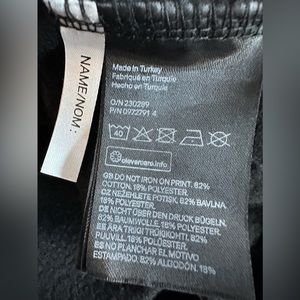 NAME/NOM:
Made in Turkey
Fabriqué en Turquie
Hecho en Turquía
O/N 230289
P/N 0972791 4
40
clevercare.info
GB DO NOT IRON ON PRINT. 82%
COTTON, 18% POLYESTER.
CZ NEŽEHLETE POTISK. 82% BAVLNA,
18% POLYESTER.
DE NICHT ÜBER DEN DRUCK BÜGELN.
82% BAUMWOLLE, 18% POLYESTER.
EE ÄRA TRIIGI TRÜKIGOHTI. 82%
PUUVILL, 18% POLÜESTER.
ES NO PLANCHAR EL MOTIVO
ESTAMPADO. 82% ALGODÓN, 18%